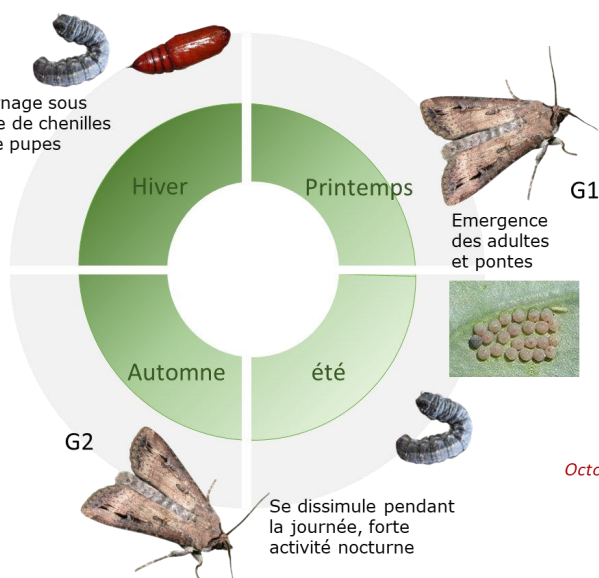 nage sous
e de chenilles
e pupes
Hiver
Printemps
G1
Emergence
des adultes
et pontes
Automne
été
G2
Se dissimule pendant
la journée, forte
activité nocturne
Octo